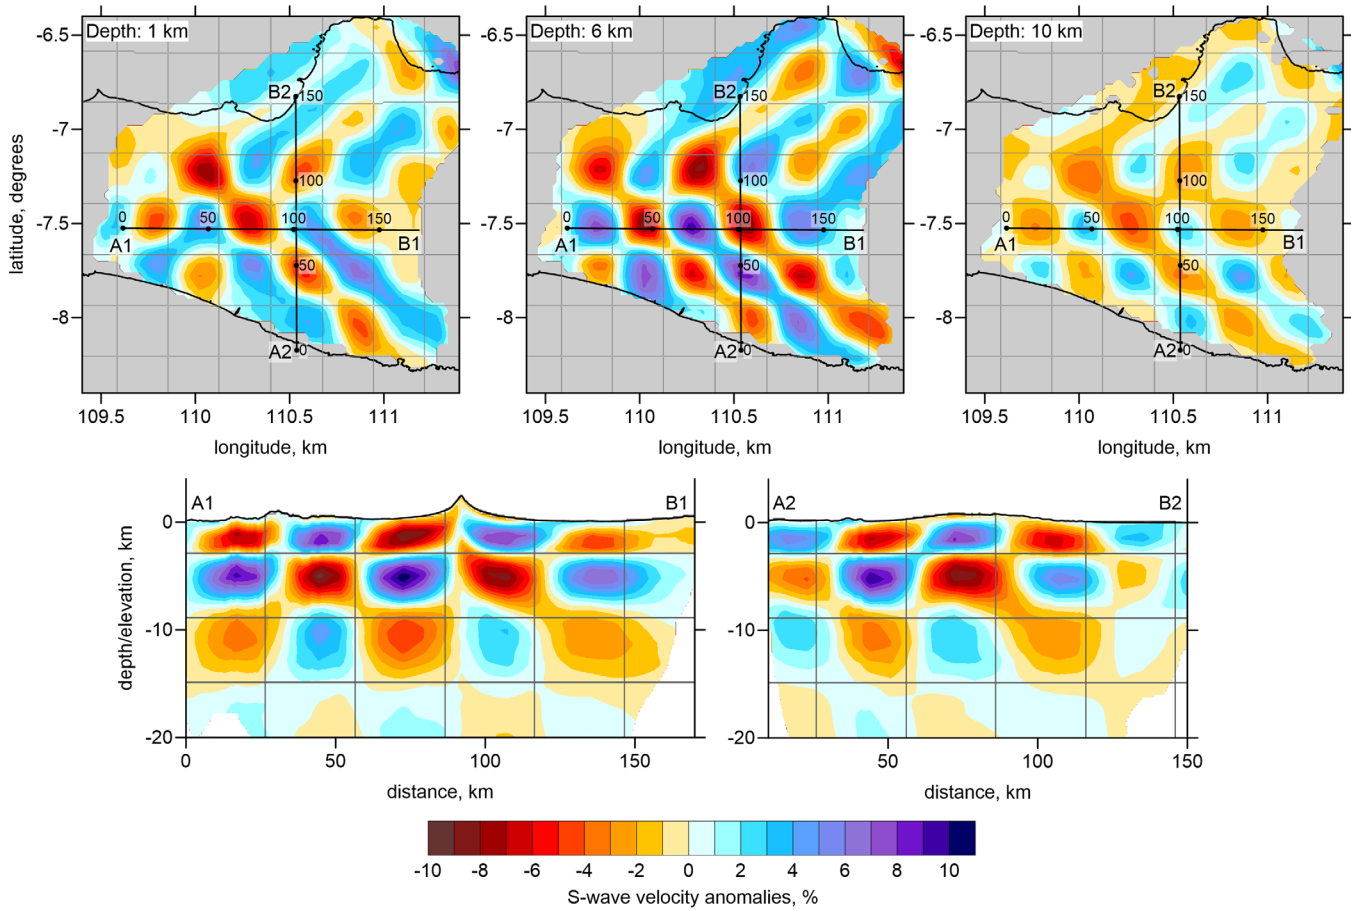 Depth: 1 km
Depth: 6 km
Depth: 10 km
-6.5
-6.5
-6.5
B2 150
B2 150
B2 150
-7
-7
-7
100
100
100
-7.5
-7.5
-7.5
0 50 100 150
0 50 100 150
0 50 100 150
A1 B1
A1 B1
A1 B1
50
50
50
-8
-8
-8
A2 0
A2 0
A2 0
latitude, degrees
109.5 110 110.5 111
109.5 110 110.5 111
109.5 110 110.5 111
longitude, km
longitude, km
longitude, km
A1 B1
A2 B2
0
0
-10
-10
-20
-20
depth/elevation, km
0 50 100 150
50 100 150
distance, km
distance, km
-10 -8 -6 -4 -2 0 2 4 6 8 10
S-wave velocity anomalies, %